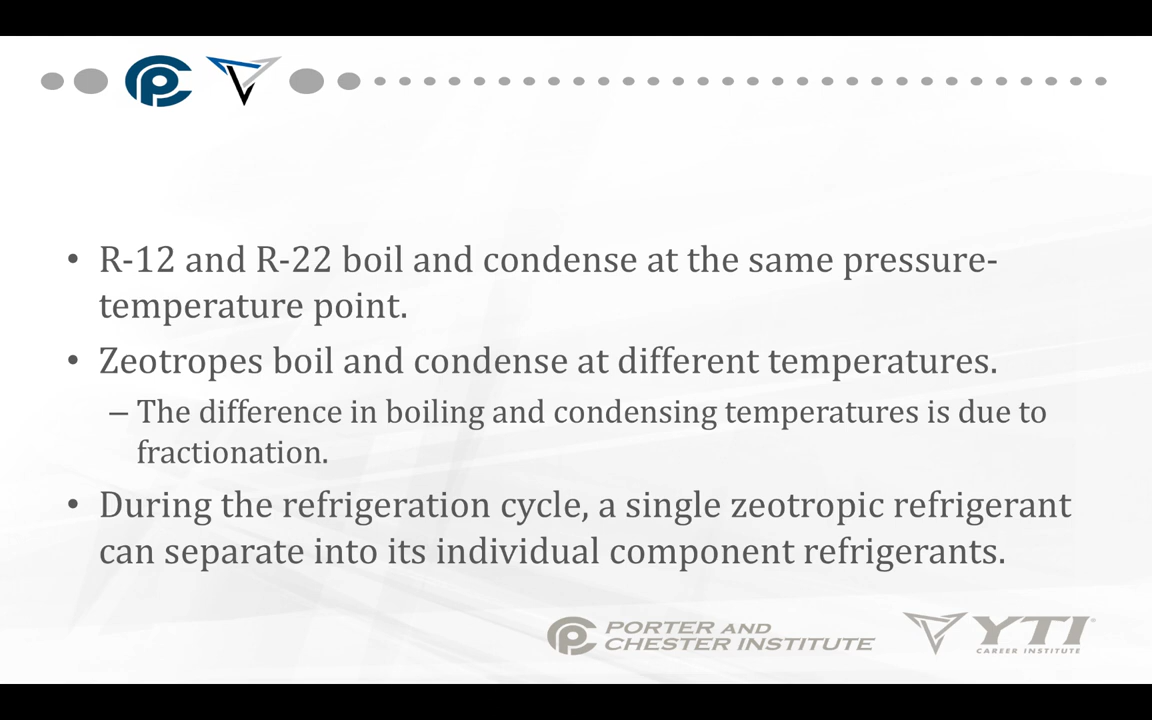 • R-12 and R-22 boil and condense at the same pressure-
temperature point.
• Zeotropes boil and condense at different temperatures.
– The difference in boiling and condensing temperatures is due to
fractionation.
• During the refrigeration cycle, a single zeotropic refrigerant
can separate into its individual component refrigerants.
PORTER AND
CHESTER INSTITUTE
YTI
CAREER INSTITUTE